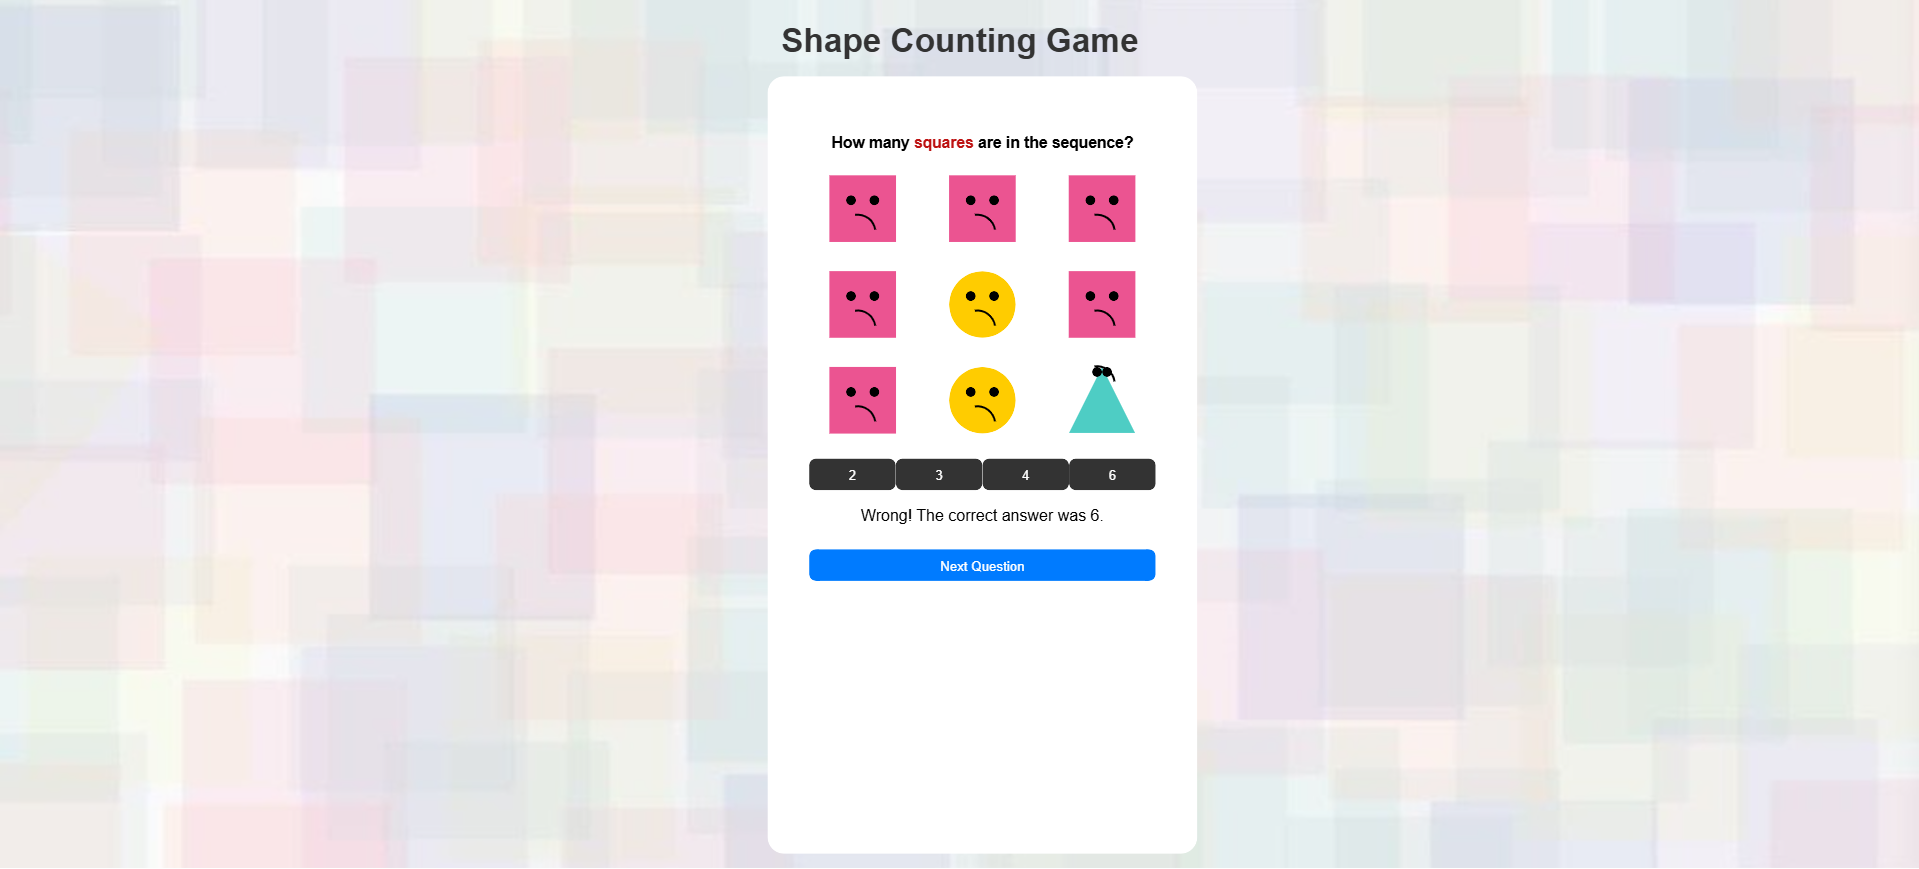 Shape Counting Game
How many squares are in the sequence?
2 3 4 6
Wrong! The correct answer was 6.
Next Question